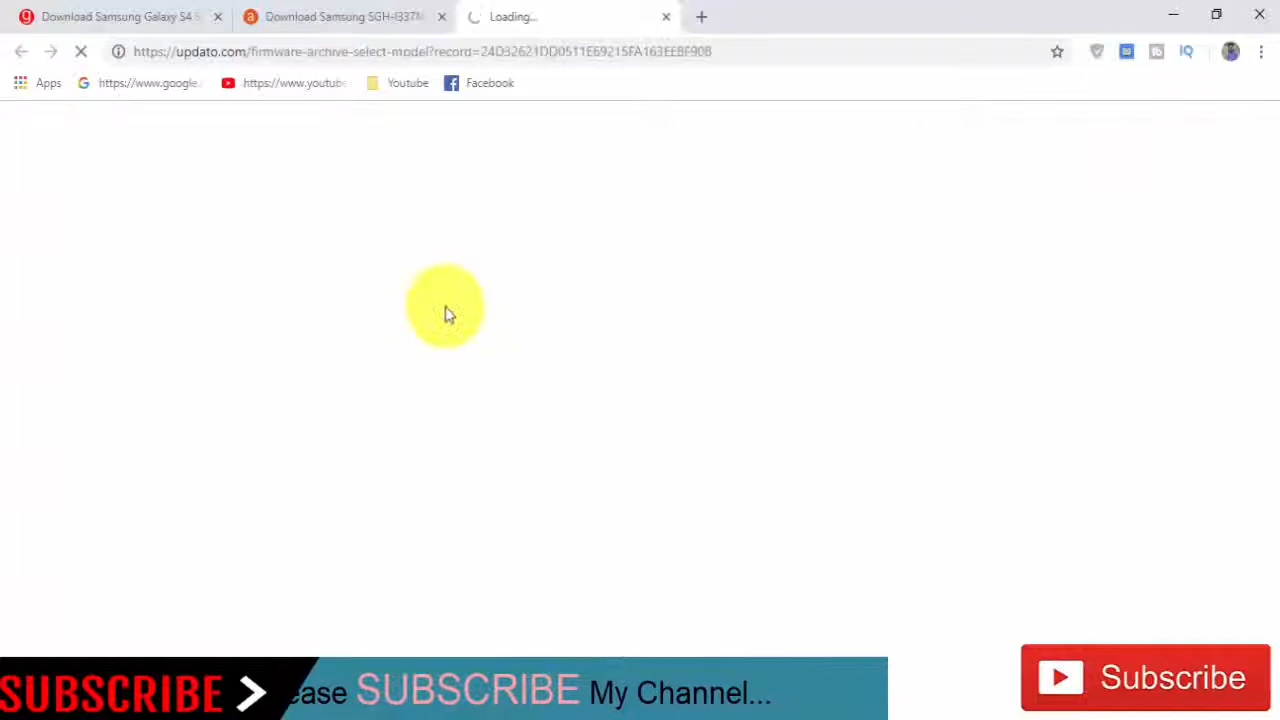 Download Samsung Galaxy S4 S
Download Samsung SGH-I337M
Loading...
https://updato.com/firmware-archive-select-model?record=24D32621DD0511E69215FA163EEBF90B
Apps
https://www.google.
https://www.youtube
Youtube
Facebook
SUBSCRIBE
ease SUBSCRIBE My Channel...
Subscribe